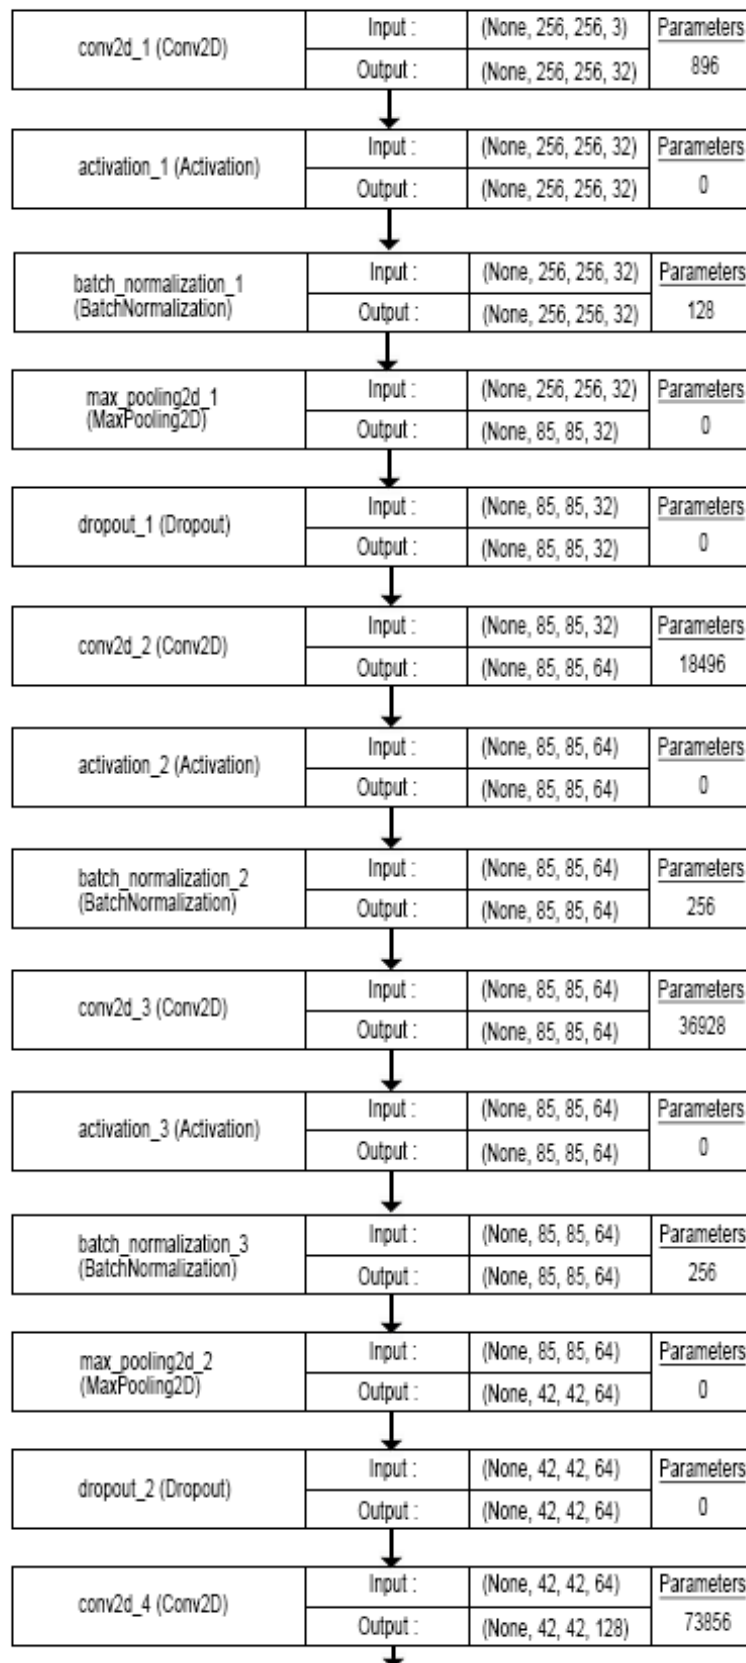 conv2d_1 (Conv2D)
Input :
(None, 256, 256, 3)
Parameters
Output :
(None, 256, 256, 32)
896
activation_1 (Activation)
Input :
(None, 256, 256, 32)
Parameters
Output :
(None, 256, 256, 32)
0
batch_normalization_1
(BatchNormalization)
Input :
(None, 256, 256, 32)
Parameters
Output :
(None, 256, 256, 32)
128
max_pooling2d_1
(MaxPooling2D)
Input :
(None, 256, 256, 32)
Parameters
Output :
(None, 85, 85, 32)
0
dropout_1 (Dropout)
Input :
(None, 85, 85, 32)
Parameters
Output :
(None, 85, 85, 32)
0
conv2d_2 (Conv2D)
Input :
(None, 85, 85, 32)
Parameters
Output :
(None, 85, 85, 64)
18496
activation_2 (Activation)
Input :
(None, 85, 85, 64)
Parameters
Output :
(None, 85, 85, 64)
0
batch_normalization_2
(BatchNormalization)
Input :
(None, 85, 85, 64)
Parameters
Output :
(None, 85, 85, 64)
256
conv2d_3 (Conv2D)
Input :
(None, 85, 85, 64)
Parameters
Output :
(None, 85, 85, 64)
36928
activation_3 (Activation)
Input :
(None, 85, 85, 64)
Parameters
Output :
(None, 85, 85, 64)
0
batch_normalization_3
(BatchNormalization)
Input :
(None, 85, 85, 64)
Parameters
Output :
(None, 85, 85, 64)
256
max_pooling2d_2
(MaxPooling2D)
Input :
(None, 85, 85, 64)
Parameters
Output :
(None, 42, 42, 64)
0
dropout_2 (Dropout)
Input :
(None, 42, 42, 64)
Parameters
Output :
(None, 42, 42, 64)
0
conv2d_4 (Conv2D)
Input :
(None, 42, 42, 64)
Parameters
Output :
(None, 42, 42, 128)
73856